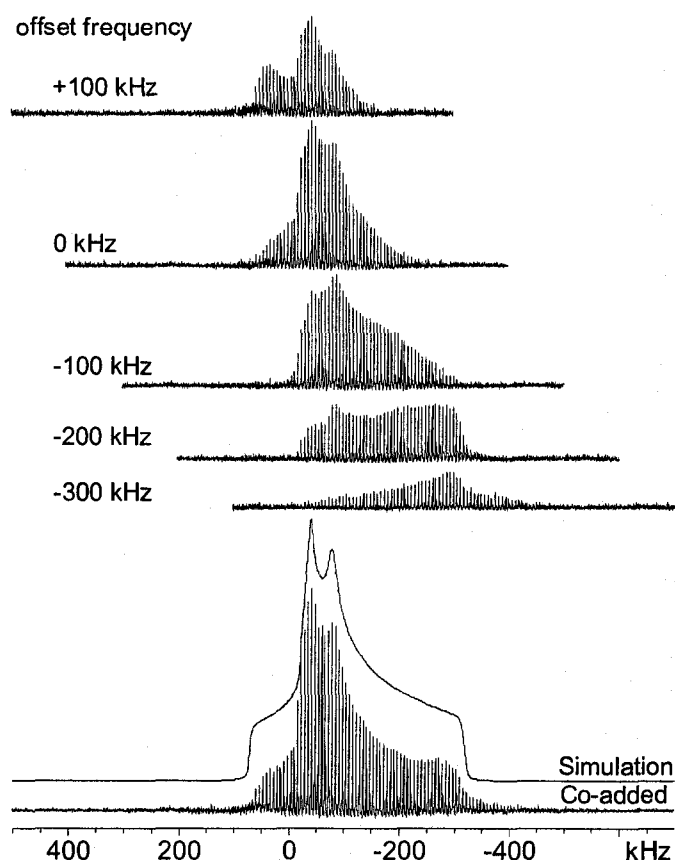 offset frequency
+100 kHz
0 kHz
-100 kHz
-200 kHz
-300 kHz
Simulation
Co-added
400 200 0 -200 -400 kHz